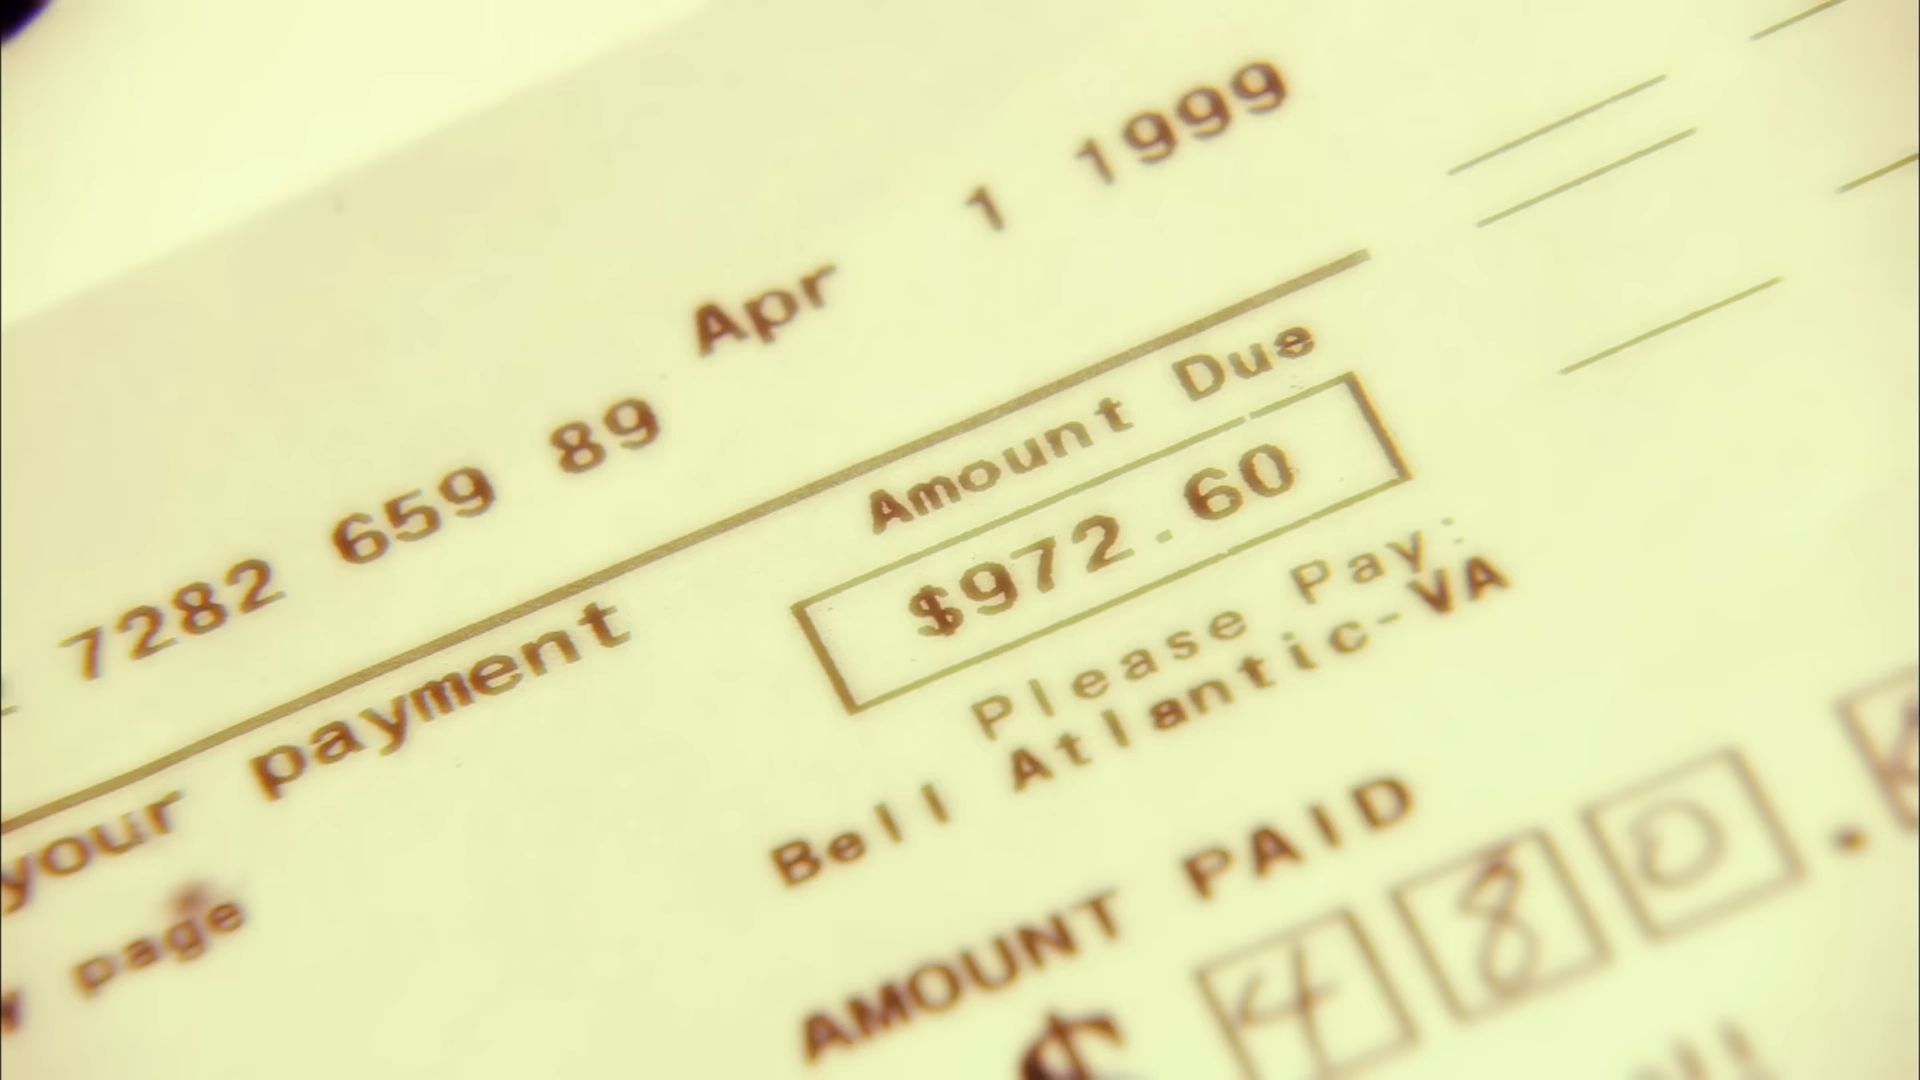 7282 659 89 Apr 1 1999
your payment
page
Amount Due
$972.60
Please Pay:
Bell Atlantic-VA
AMOUNT PAID
$ 480.